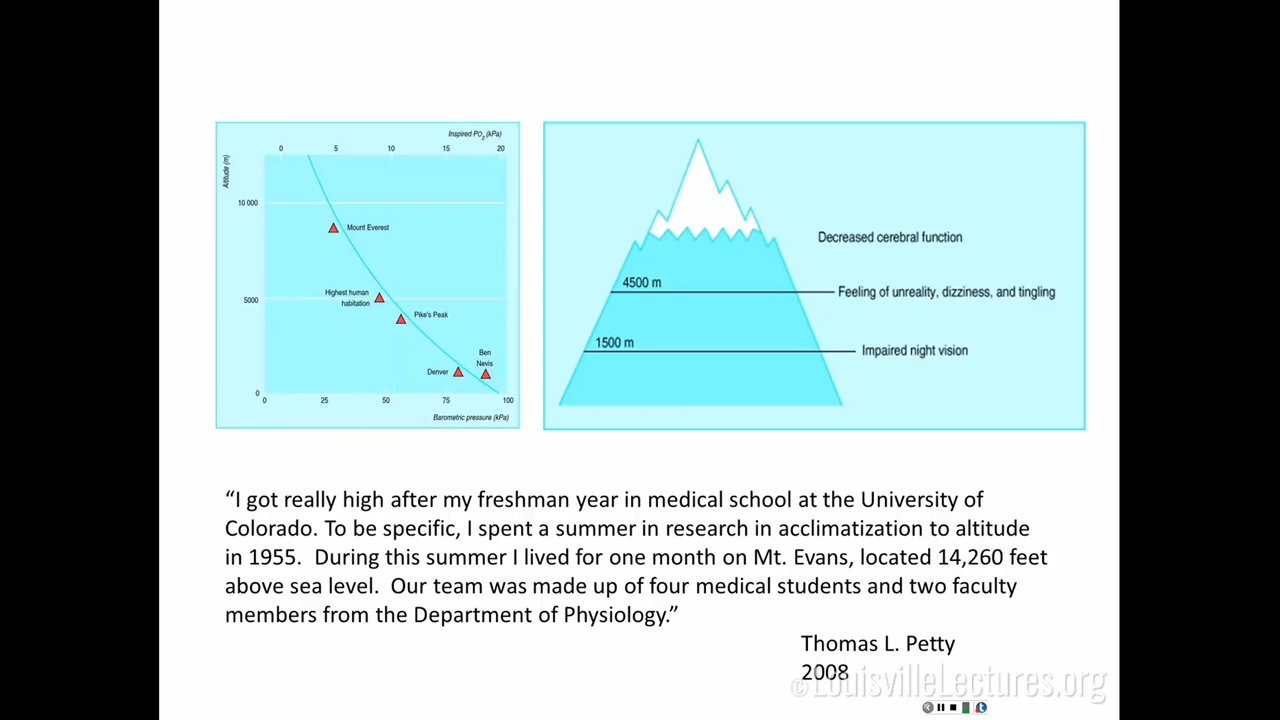 Inspired PO2 (kPa)
0 5 10 15 20
Altitude (m)
10 000
Mount Everest
Highest human
habitation
5000
Pike's Peak
Ben
Nevis
Denver
0
0 25 50 75 100
Barometric pressure (kPa)
Decreased cerebral function
4500 m
Feeling of unreality, dizziness, and tingling
1500 m
Impaired night vision
“I got really high after my freshman year in medical school at the University of
Colorado. To be specific, I spent a summer in research in acclimatization to altitude
in 1955. During this summer I lived for one month on Mt. Evans, located 14,260 feet
above sea level. Our team was made up of four medical students and two faculty
members from the Department of Physiology.”
Thomas L. Petty
2008
©LouisvilleLectures.org